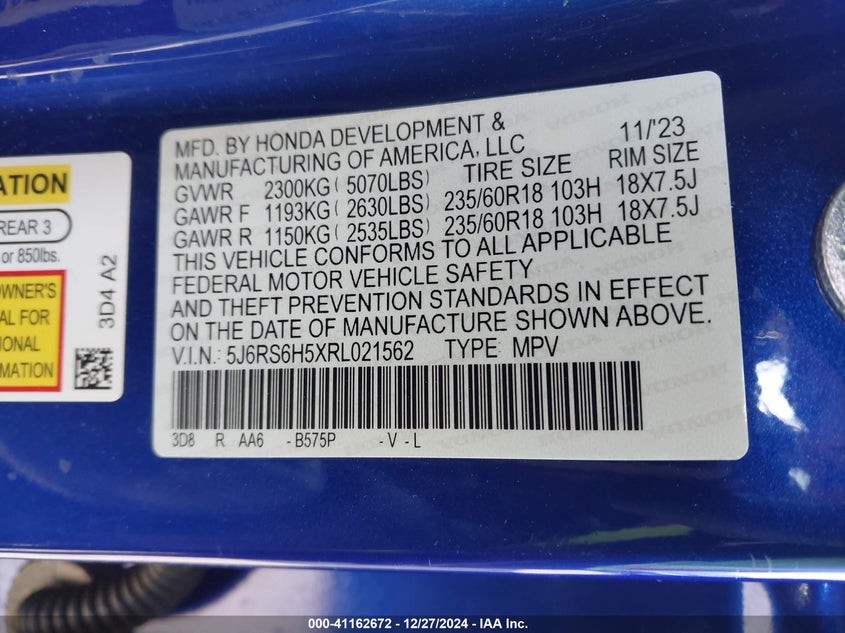 ATION
REAR 3
or 850lbs.
OWNER'S
AL FOR
IONAL
MATION
3D4 A2
MFD. BY HONDA DEVELOPMENT & 11/'23
MANUFACTURING OF AMERICA, LLC TIRE SIZE RIM SIZE
GVWR 2300KG ( 5070LBS)
GAWR F 1193KG ( 2630LBS) 235/60R18 103H 18X7.5J
GAWR R 1150KG ( 2535LBS) 235/60R18 103H 18X7.5J
THIS VEHICLE CONFORMS TO ALL APPLICABLE
FEDERAL MOTOR VEHICLE SAFETY
AND THEFT PREVENTION STANDARDS IN EFFECT
ON THE DATE OF MANUFACTURE SHOWN ABOVE.
V.I.N.: 5J6RS6H5XRL021562 TYPE: MPV
3D8 R AA6 -B575P -V -L
000-41162672 - 12/27/2024 - IAA Inc.